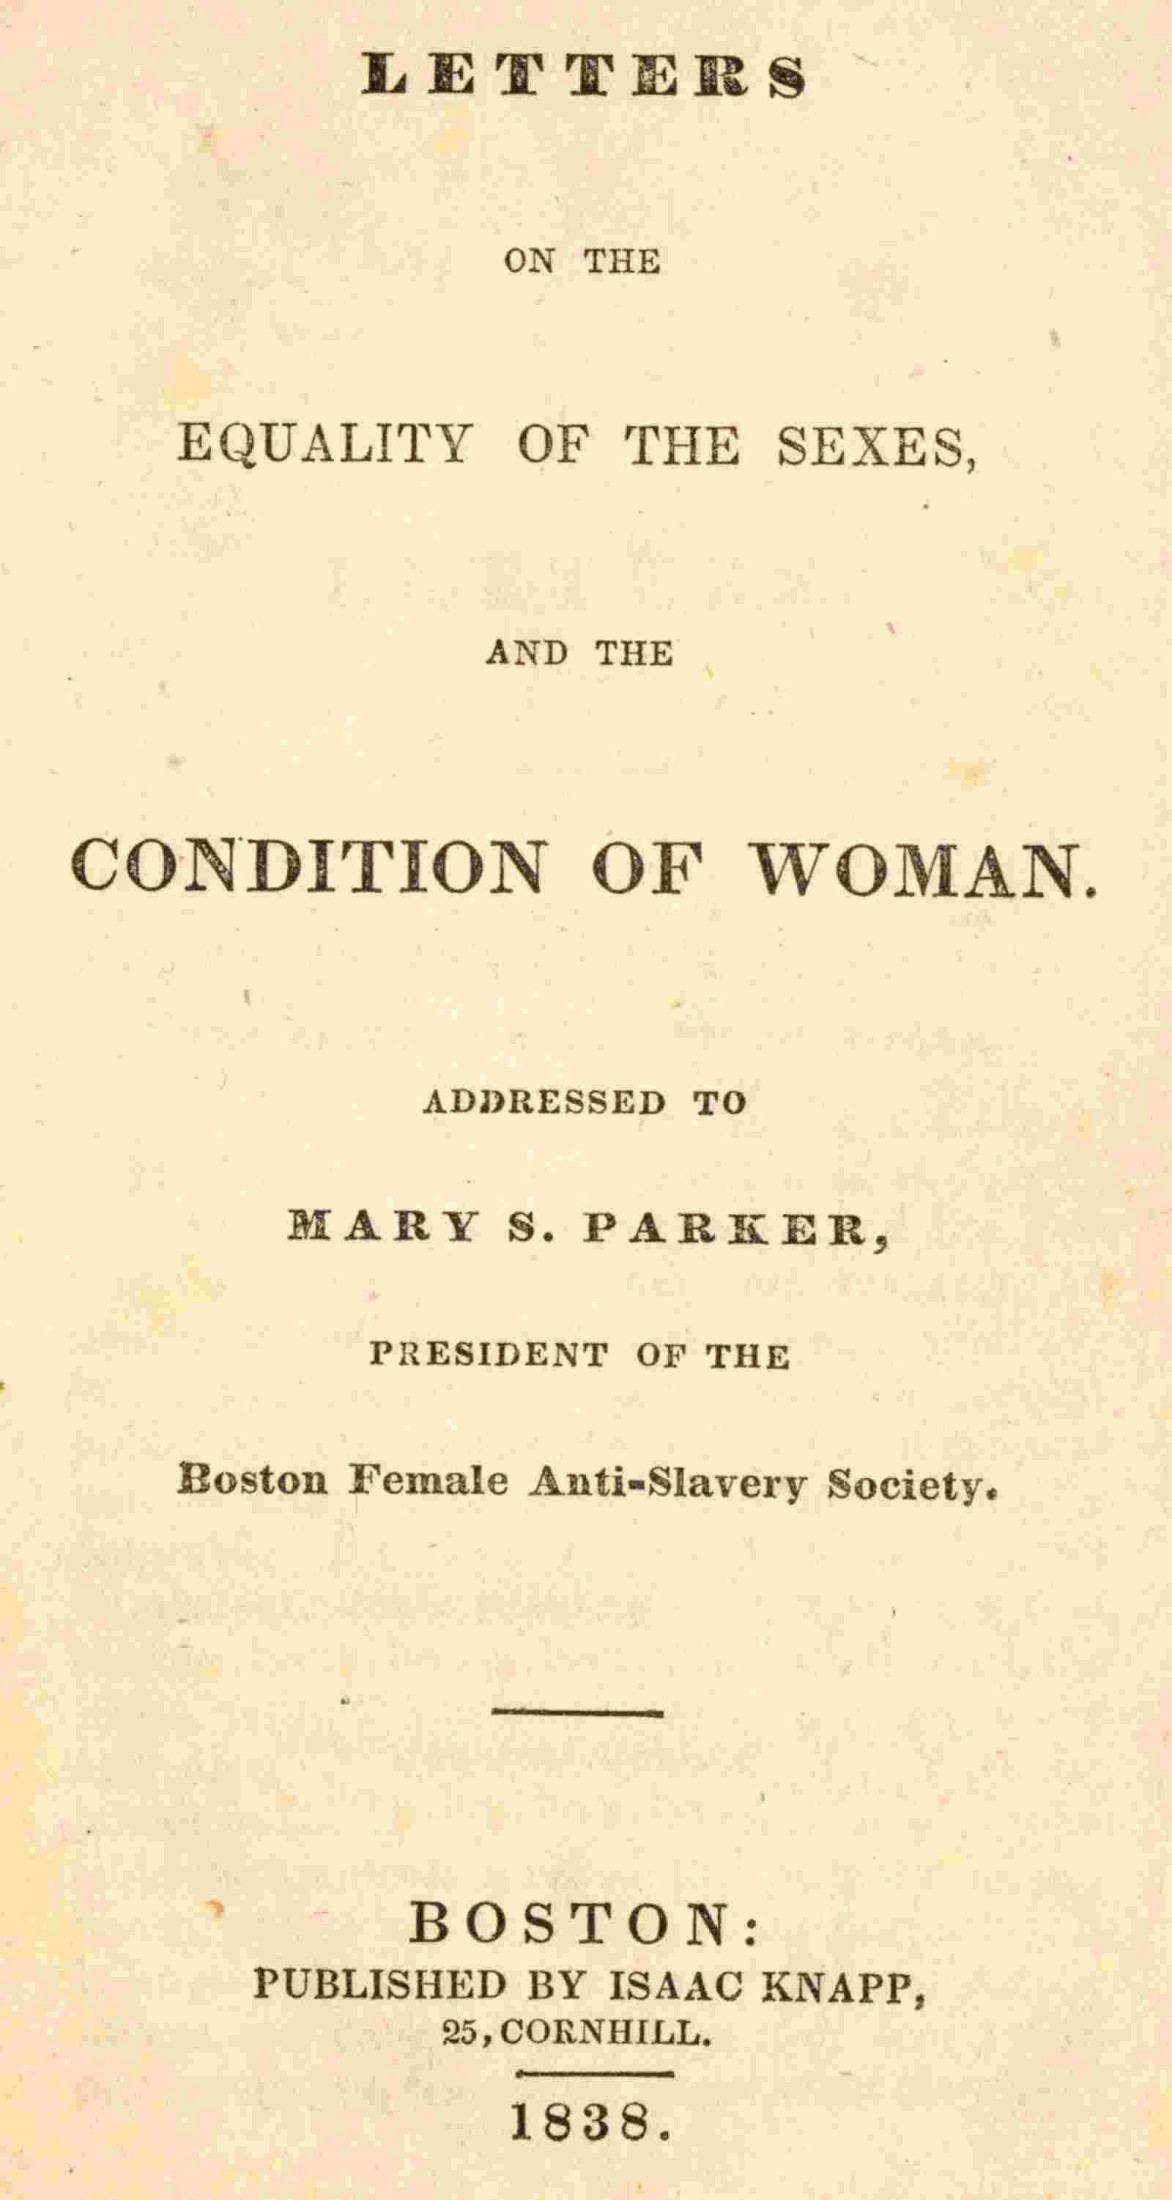 LETTERS
ON THE
EQUALITY OF THE SEXES,
AND THE
CONDITION OF WOMAN.
ADDRESSED TO
MARY S. PARKER,
PRESIDENT OF THE
Boston Female Anti-Slavery Society.
BOSTON:
PUBLISHED BY ISAAC KNAPP,
25, CORNHILL.
1838.